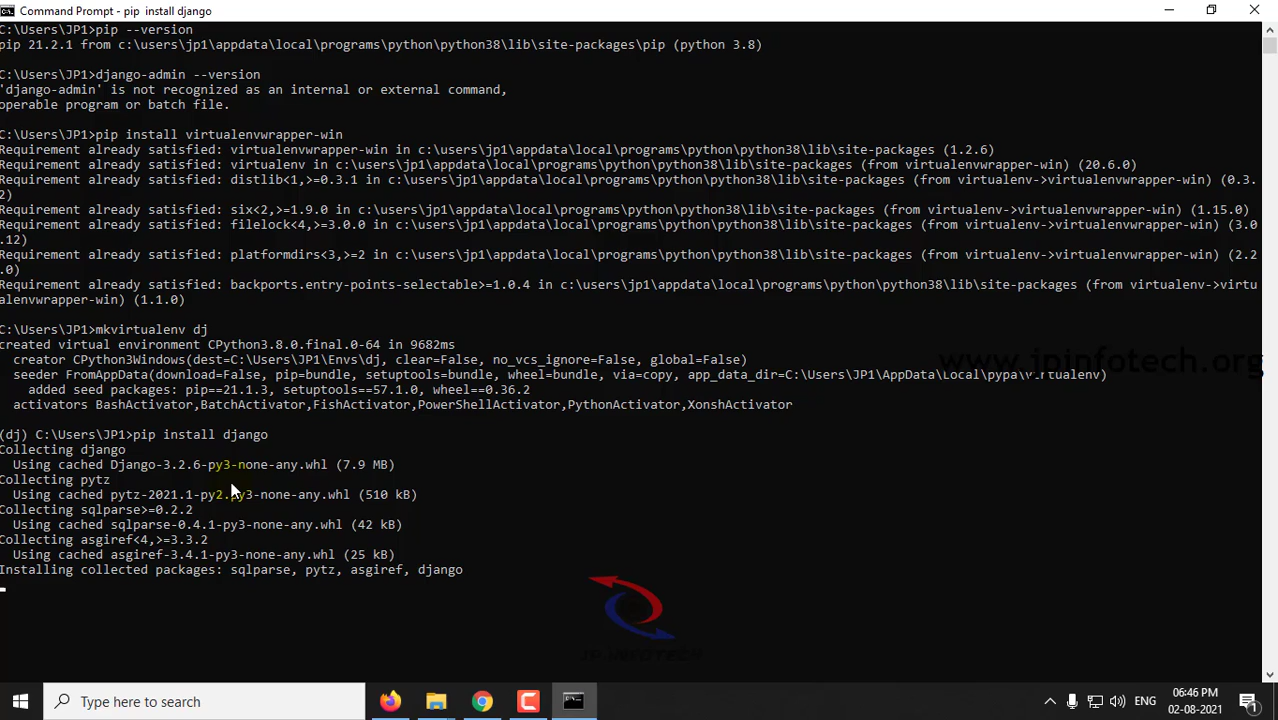 Command Prompt - pip  install django
C:\Users\JP1>pip --version
pip 21.2.1 from c:\users\jp1\appdata\local\programs\python\python38\lib\site-packages\pip (python 3.8)
C:\Users\JP1>django-admin --version
'django-admin' is not recognized as an internal or external command,
operable program or batch file.
C:\Users\JP1>pip install virtualenvwrapper-win
Requirement already satisfied: virtualenvwrapper-win in c:\users\jp1\appdata\local\programs\python\python38\lib\site-packages (1.2.6)
Requirement already satisfied: virtualenv in c:\users\jp1\appdata\local\programs\python\python38\lib\site-packages (from virtualenvwrapper-win) (20.6.0)
Requirement already satisfied: distlib<1,>=0.3.1 in c:\users\jp1\appdata\local\programs\python\python38\lib\site-packages (from virtualenv->virtualenvwrapper-win) (0.3.
2)
Requirement already satisfied: six<2,>=1.9.0 in c:\users\jp1\appdata\local\programs\python\python38\lib\site-packages (from virtualenv->virtualenvwrapper-win) (1.15.0)
Requirement already satisfied: filelock<4,>=3.0.0 in c:\users\jp1\appdata\local\programs\python\python38\lib\site-packages (from virtualenv->virtualenvwrapper-win) (3.0
.12)
Requirement already satisfied: platformdirs<3,>=2 in c:\users\jp1\appdata\local\programs\python\python38\lib\site-packages (from virtualenv->virtualenvwrapper-win) (2.2
.0)
Requirement already satisfied: backports.entry-points-selectable>=1.0.4 in c:\users\jp1\appdata\local\programs\python\python38\lib\site-packages (from virtualenv->virtu
alenvwrapper-win) (1.1.0)
C:\Users\JP1>mkvirtualenv dj
created virtual environment CPython3.8.0.final.0-64 in 9682ms
creator CPython3Windows(dest=C:\Users\JP1\Envs\dj, clear=False, no_vcs_ignore=False, global=False)
www.jpinfotech.org
seeder FromAppData(download=False, pip=bundle, setuptools=bundle, wheel=bundle, via=copy, app_data_dir=C:\Users\JP1\AppData\Local\pypa\virtualenv)
added seed packages: pip==21.1.3, setuptools==57.1.0, wheel==0.36.2
activators BashActivator,BatchActivator,FishActivator,PowerShellActivator,PythonActivator,XonshActivator
(dj) C:\Users\JP1>pip install django
Collecting django
Using cached Django-3.2.6-py3-none-any.whl (7.9 MB)
Collecting pytz
Using cached pytz-2021.1-py2.py3-none-any.whl (510 kB)
Collecting sqlparse>=0.2.2
Using cached sqlparse-0.4.1-py3-none-any.whl (42 kB)
Collecting asgiref<4,>=3.3.2
Using cached asgiref-3.4.1-py3-none-any.whl (25 kB)
Installing collected packages: sqlparse, pytz, asgiref, django
JP INFOTECH
Type here to search
ENG
06:46 PM
02-08-2021
1